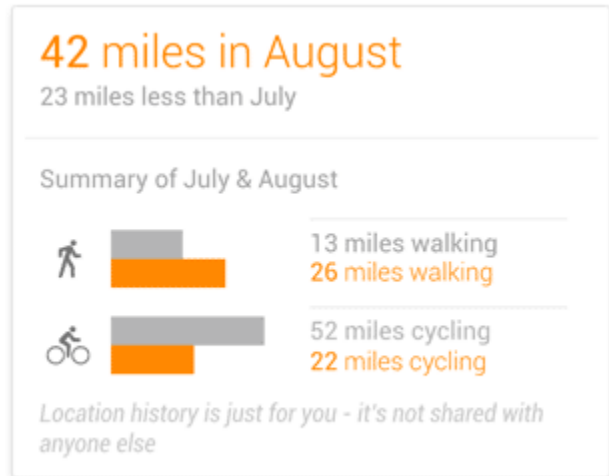 42 miles in August
23 miles less than July
Summary of July & August
13 miles walking
26 miles walking
52 miles cycling
22 miles cycling
Location history is just for you - it's not shared with
anyone else